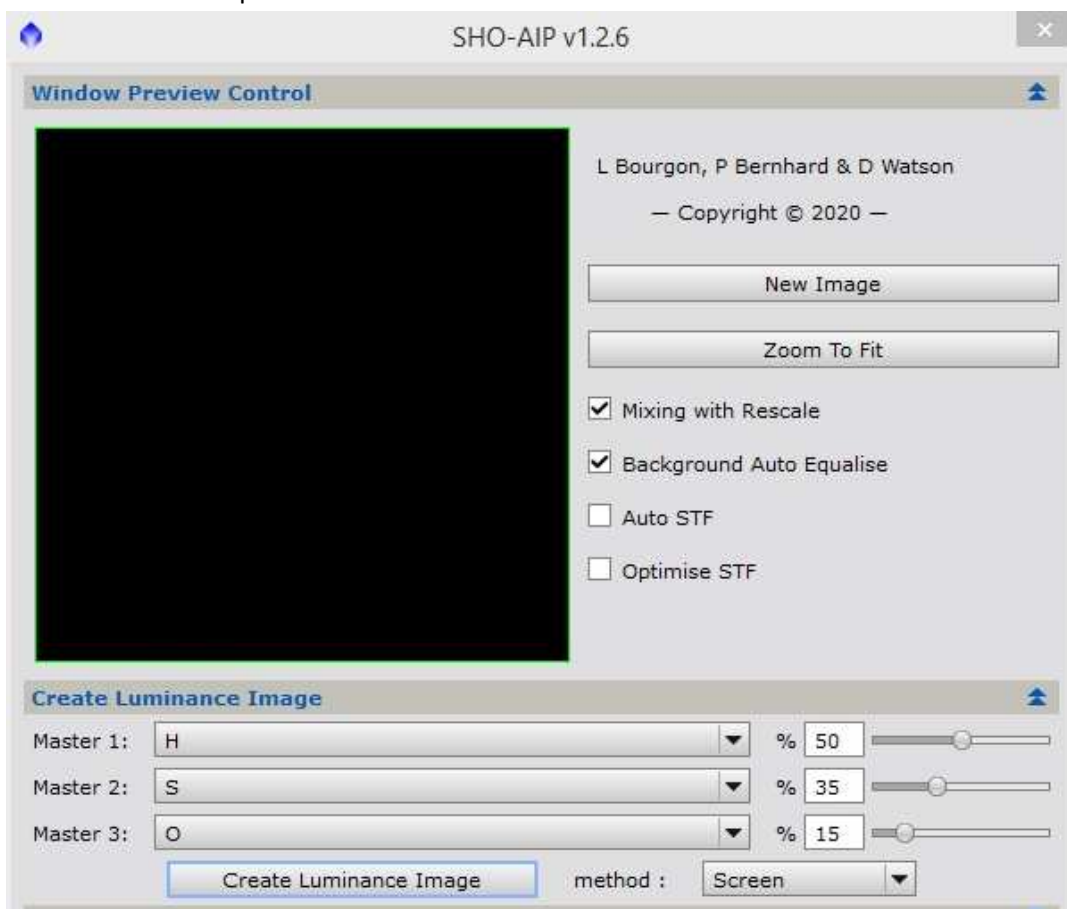 SHO-AIP v1.2.6
Window Preview Control
L Bourgon, P Bernhard & D Watson
— Copyright © 2020 —
New Image
Zoom To Fit
Mixing with Rescale
Background Auto Equalise
Auto STF
Optimise STF
Create Luminance Image
Master 1: H % 50
Master 2: S % 35
Master 3: O % 15
Create Luminance Image method : Screen